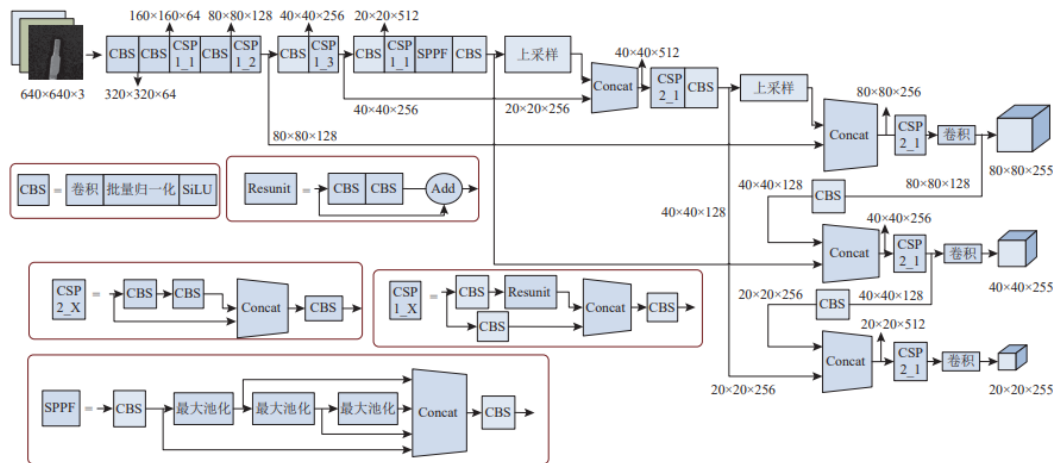 160×160×64
80×80×128
40×40×256
20×20×512
CBS
CBS
CSP
1_1
CBS
CSP
1_2
CBS
CSP
1_3
CBS
CSP
1_1
SPPF
CBS
上采样
40×40×512
640×640×3
320×320×64
40×40×256
20×20×256
Concat
CSP
2_1
CBS
上采样
80×80×256
80×80×128
Concat
CSP
2_1
卷积
80×80×255
CBS
=
卷积
批量归一化
SiLU
Resunit
=
CBS
CBS
Add
40×40×128
CBS
80×80×128
40×40×128
40×40×256
Concat
CSP
2_1
卷积
40×40×255
CSP
2_X
=
CBS
CBS
Concat
CBS
CSP
1_X
=
CBS
Resunit
CBS
Concat
CBS
20×20×256
CBS
40×40×128
20×20×512
Concat
CSP
2_1
卷积
20×20×256
20×20×255
SPPF
=
CBS
最大池化
最大池化
最大池化
Concat
CBS